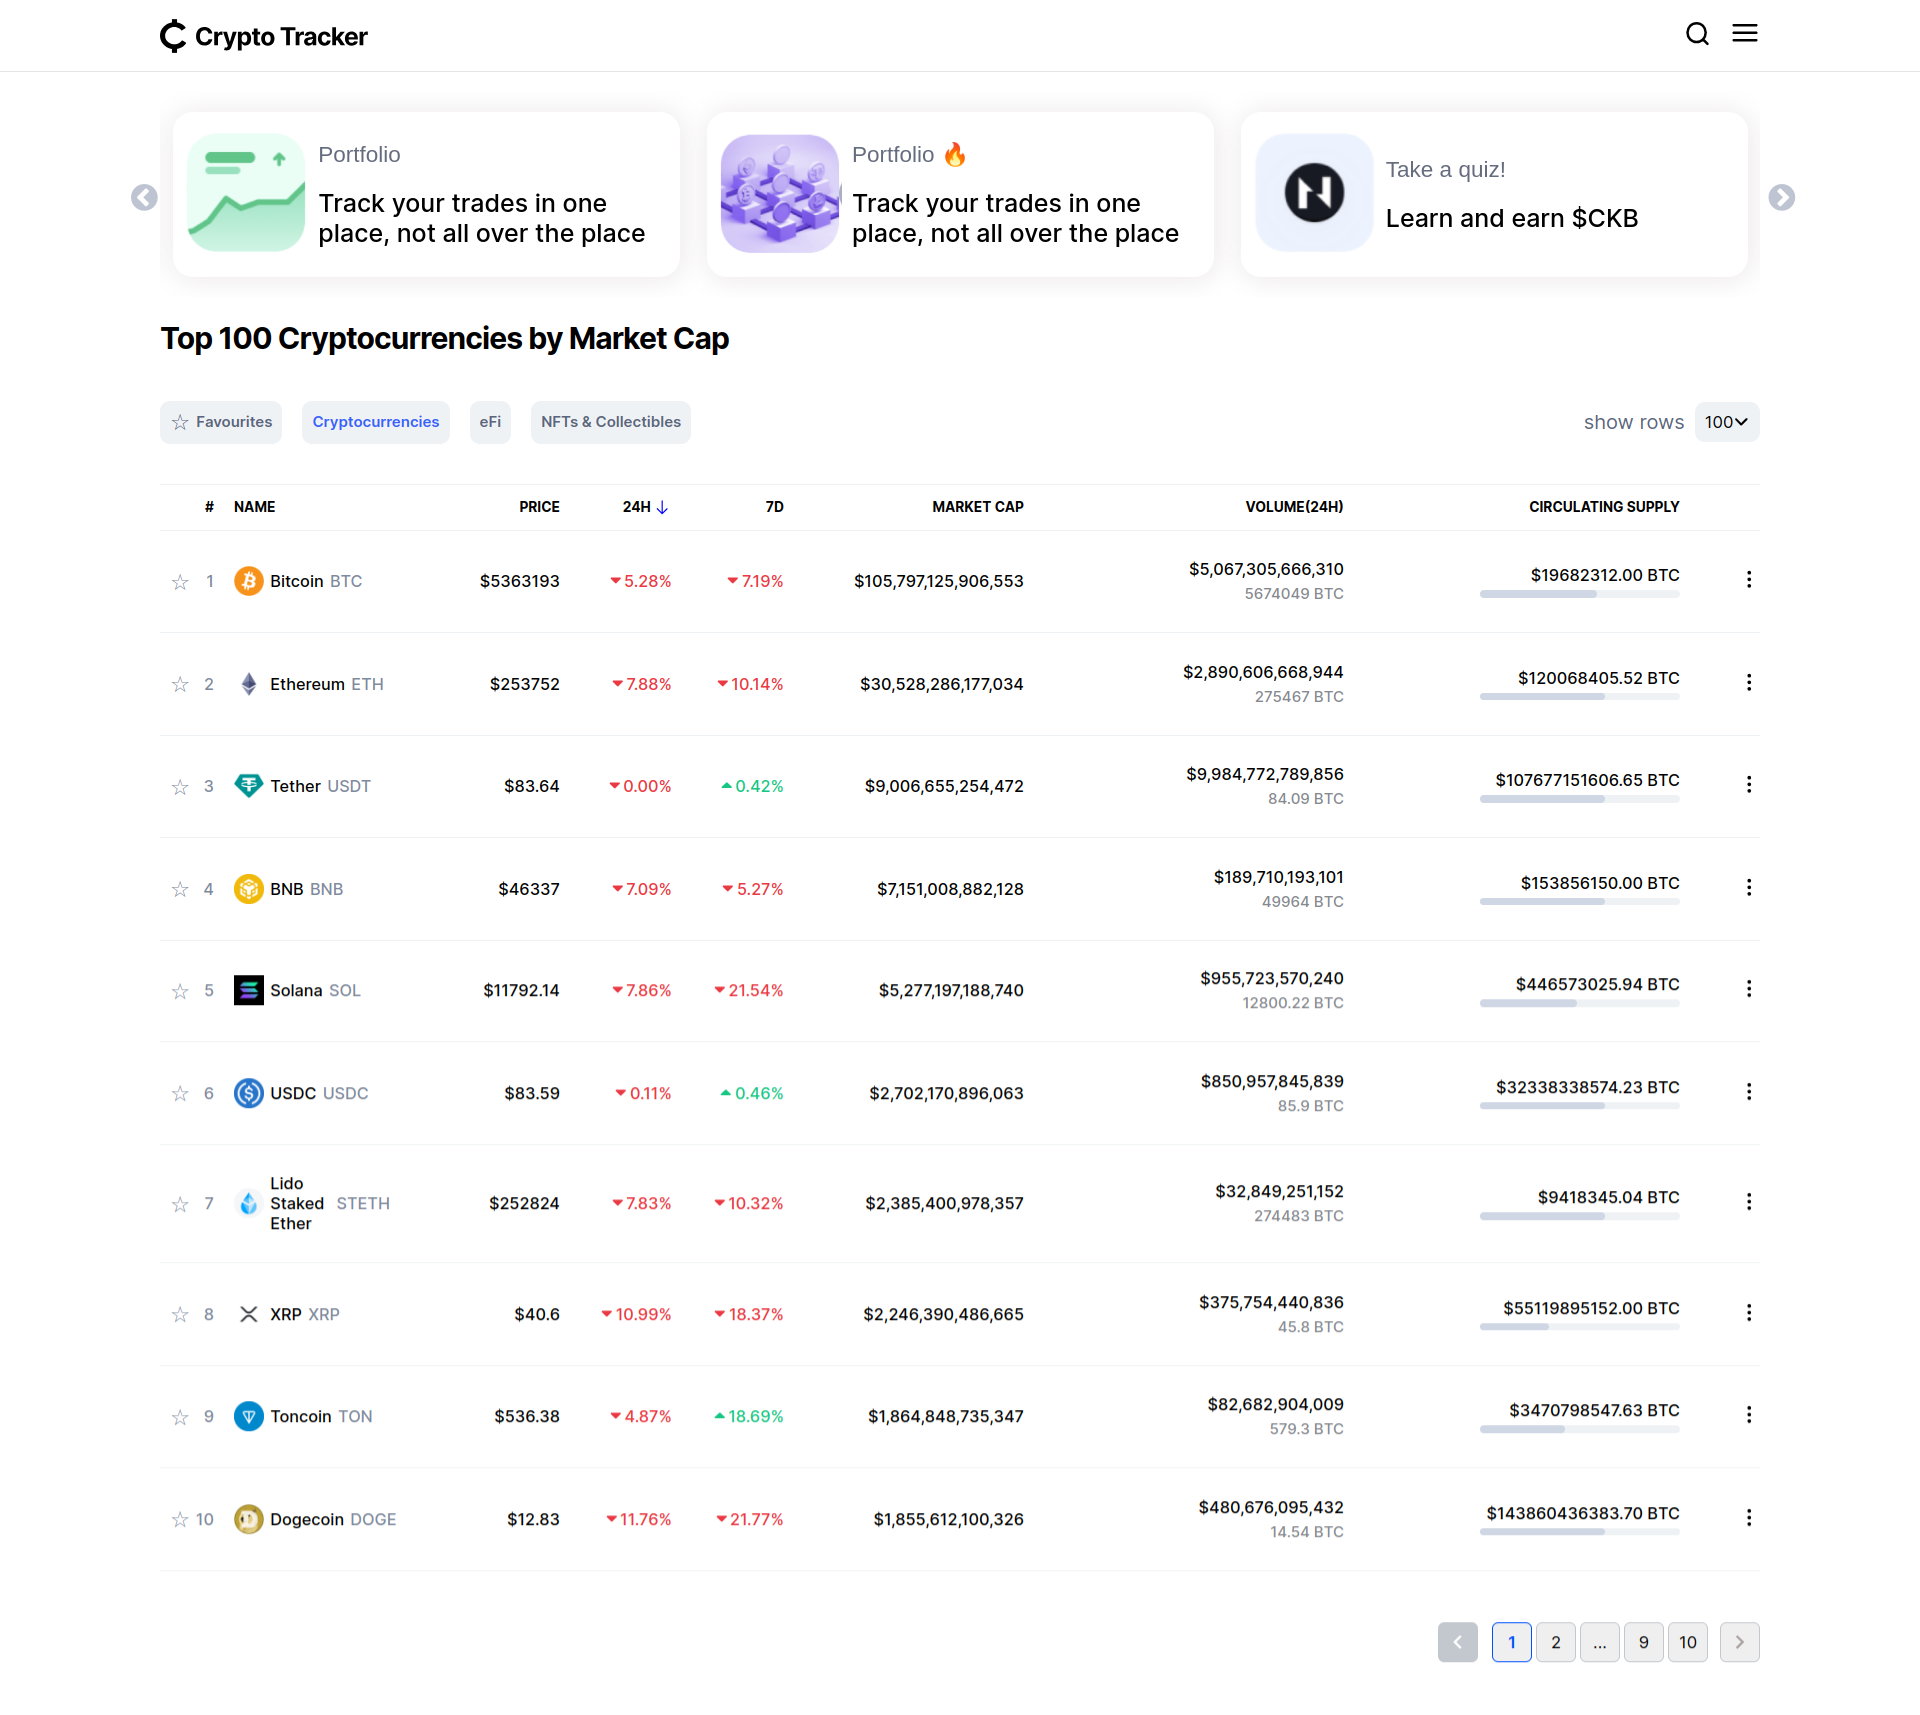 Crypto Tracker
Portfolio
Track your trades in one
place, not all over the place
Portfolio 🔥
Track your trades in one
place, not all over the place
Take a quiz!
Learn and earn $CKB
Top 100 Cryptocurrencies by Market Cap
Favourites Cryptocurrencies eFi NFTs & Collectibles show rows 100
# NAME PRICE 24H 7D MARKET CAP VOLUME(24H) CIRCULATING SUPPLY
1 Bitcoin BTC $5363193 5.28% 7.19% $105,797,125,906,553 $5,067,305,666,310 $19682312.00 BTC
5674049 BTC
2 Ethereum ETH $253752 7.88% 10.14% $30,528,286,177,034 $2,890,606,668,944 $120068405.52 BTC
275467 BTC
3 Tether USDT $83.64 0.00% 0.42% $9,006,655,254,472 $9,984,772,789,856 $107677151606.65 BTC
84.09 BTC
4 BNB BNB $46337 7.09% 5.27% $7,151,008,882,128 $189,710,193,101 $153856150.00 BTC
49964 BTC
5 Solana SOL $11792.14 7.86% 21.54% $5,277,197,188,740 $955,723,570,240 $446573025.94 BTC
12800.22 BTC
6 USDC USDC $83.59 0.11% 0.46% $2,702,170,896,063 $850,957,845,839 $32338338574.23 BTC
85.9 BTC
7 Lido
Staked
Ether STETH $252824 7.83% 10.32% $2,385,400,978,357 $32,849,251,152 $9418345.04 BTC
274483 BTC
8 XRP XRP $40.6 10.99% 18.37% $2,246,390,486,665 $375,754,440,836 $55119895152.00 BTC
45.8 BTC
9 Toncoin TON $536.38 4.87% 18.69% $1,864,848,735,347 $82,682,904,009 $3470798547.63 BTC
579.3 BTC
10 Dogecoin DOGE $12.83 11.76% 21.77% $1,855,612,100,326 $480,676,095,432 $143860436383.70 BTC
14.54 BTC
1 2 ... 9 10